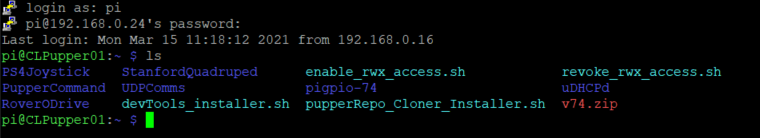 login as: pi
pi@192.168.0.24's password:
Last login: Mon Mar 15 11:18:12 2021 from 192.168.0.16
pi@CLPupper01:~ $ ls
PS4Joystick StanfordQuadruped enable_rwx_access.sh revoke_rwx_access.sh
PupperCommand UDPComms pigpio-74 uDHCPd
RoverODrive devTools_installer.sh pupperRepo_Cloner_Installer.sh v74.zip
pi@CLPupper01:~ $